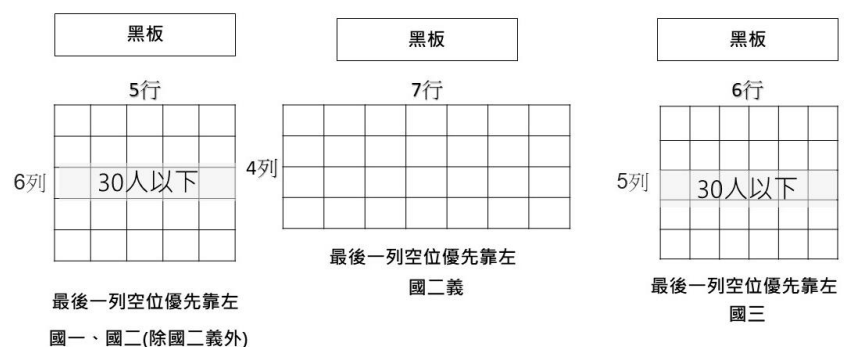 黑板
5行
6列
30人以下
最後一列空位優先靠左
國一、國二(除國二義外)
黑板
7行
4列
最後一列空位優先靠左
國二義
黑板
6行
5列
30人以下
最後一列空位優先靠左
國三